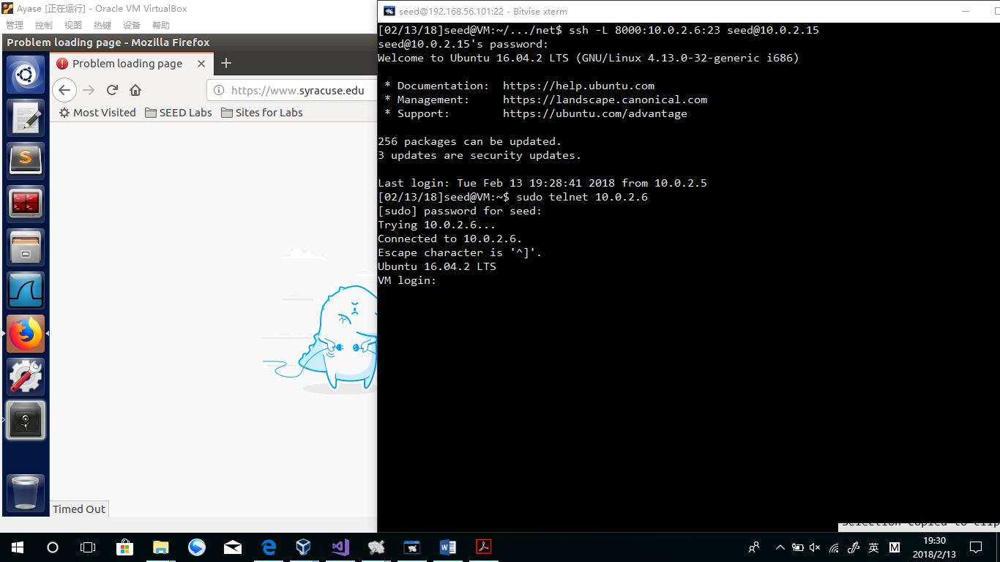 Ayase [正在运行] - Oracle VM VirtualBox
管理 控制 视图 热键 设备 帮助
Problem loading page - Mozilla Firefox
Problem loading page
https://www.syracuse.edu
Most Visited SEED Labs Sites for Labs
Timed Out
seed@192.168.56.101:22 - Bitvise xterm
[02/13/18]seed@VM:~/.../net$ ssh -L 8000:10.0.2.6:23 seed@10.0.2.15
seed@10.0.2.15's password:
Welcome to Ubuntu 16.04.2 LTS (GNU/Linux 4.13.0-32-generic i686)
* Documentation: https://help.ubuntu.com
* Management: https://landscape.canonical.com
* Support: https://ubuntu.com/advantage
256 packages can be updated.
3 updates are security updates.
Last login: Tue Feb 13 19:28:41 2018 from 10.0.2.5
[02/13/18]seed@VM:~$ sudo telnet 10.0.2.6
[sudo] password for seed:
Trying 10.0.2.6...
Connected to 10.0.2.6.
Escape character is '^]'.
Ubuntu 16.04.2 LTS
VM login:
Selection copied to clip
英 M
19:30
2018/2/13